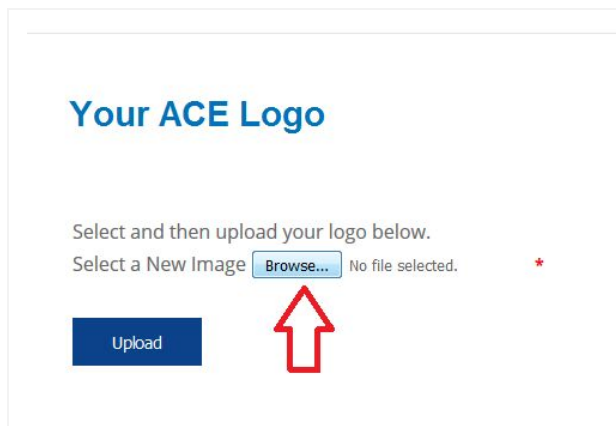 Your ACE Logo
Select and then upload your logo below.
Select a New Image Browse... No file selected. *
Upload